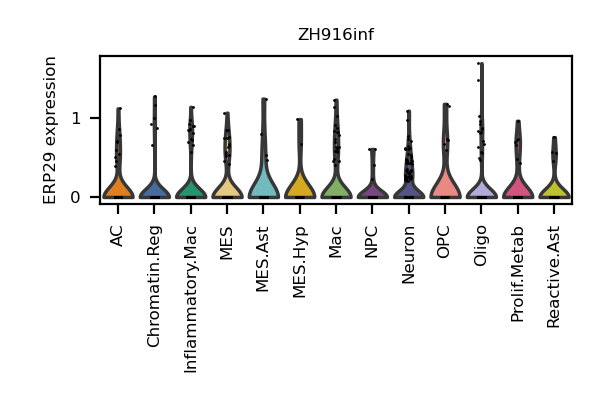 ZH916inf
ERP29 expression
1
0
AC
Chromatin.Reg
Inflammatory.Mac
MES
MES.Ast
MES.Hyp
Mac
NPC
Neuron
OPC
Oligo
Prolif.Metab
Reactive.Ast